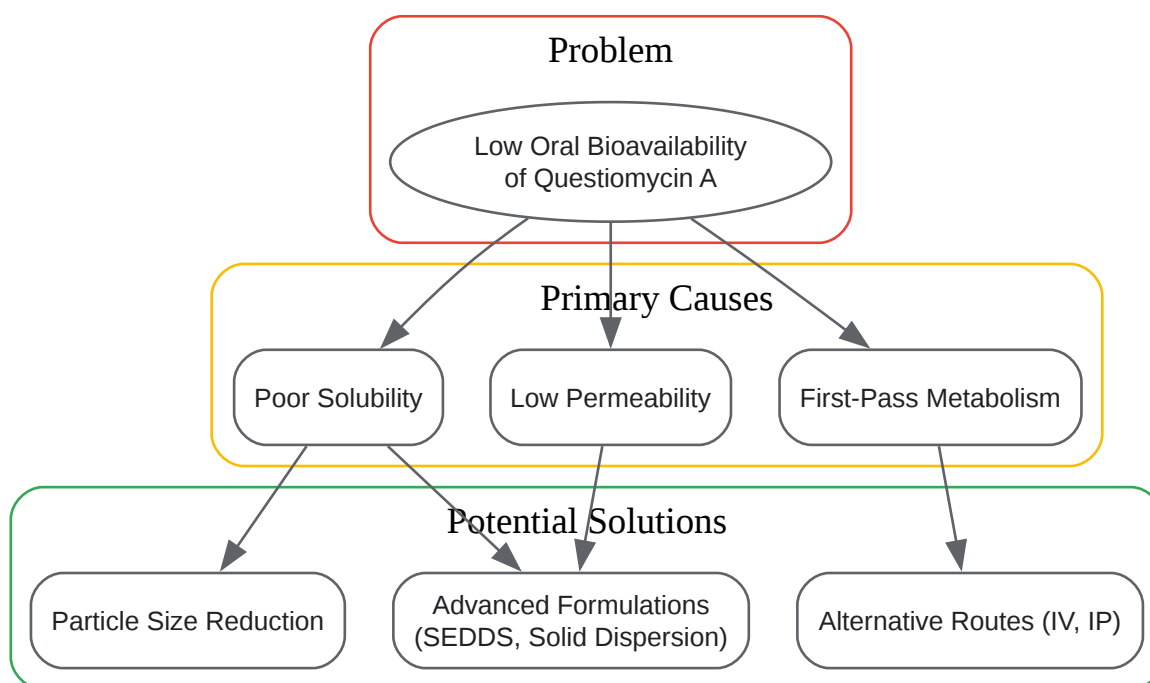 Problem
Low Oral Bioavailability
of Questiomycin A
Primary Causes
Poor Solubility
Low Permeability
First-Pass Metabolism
Potential Solutions
Particle Size Reduction
Advanced Formulations
(SEDDS, Solid Dispersion)
Alternative Routes (IV, IP)